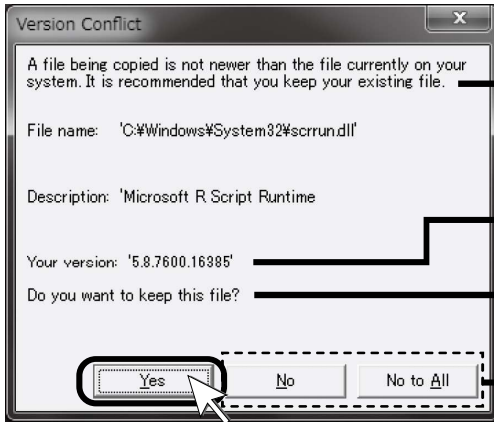 Version Conflict
A file being copied is not newer than the file currently on your
system. It is recommended that you keep your existing file.
File name: 'C:¥Windows¥System32¥scrrun.dll'
Description: 'Microsoft R Script Runtime
Your version: '5.8.7600.16385'
Do you want to keep this file?
Yes No No to All